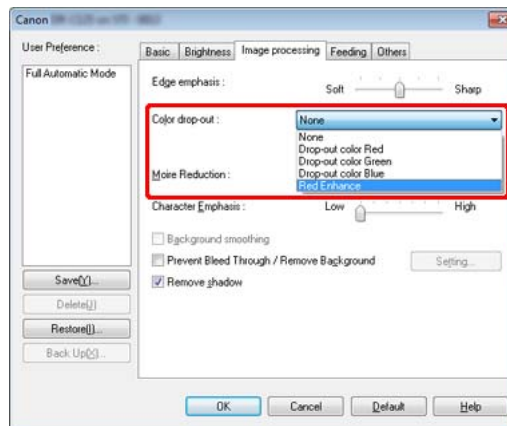 Canon
User Preference :
Full Automatic Mode
Save(Y)...
Delete(J)
Restore(I)...
Back Up(X)...
Basic Brightness Image processing Feeding Others
Edge emphasis : Soft Sharp
Color drop-out : None
None
Drop-out color Red
Drop-out color Green
Drop-out color Blue
Red Enhance
Moire Reduction :
Character Emphasis : Low High
Background smoothing
Prevent Bleed Through / Remove Background Setting...
Remove shadow
OK Cancel Default Help